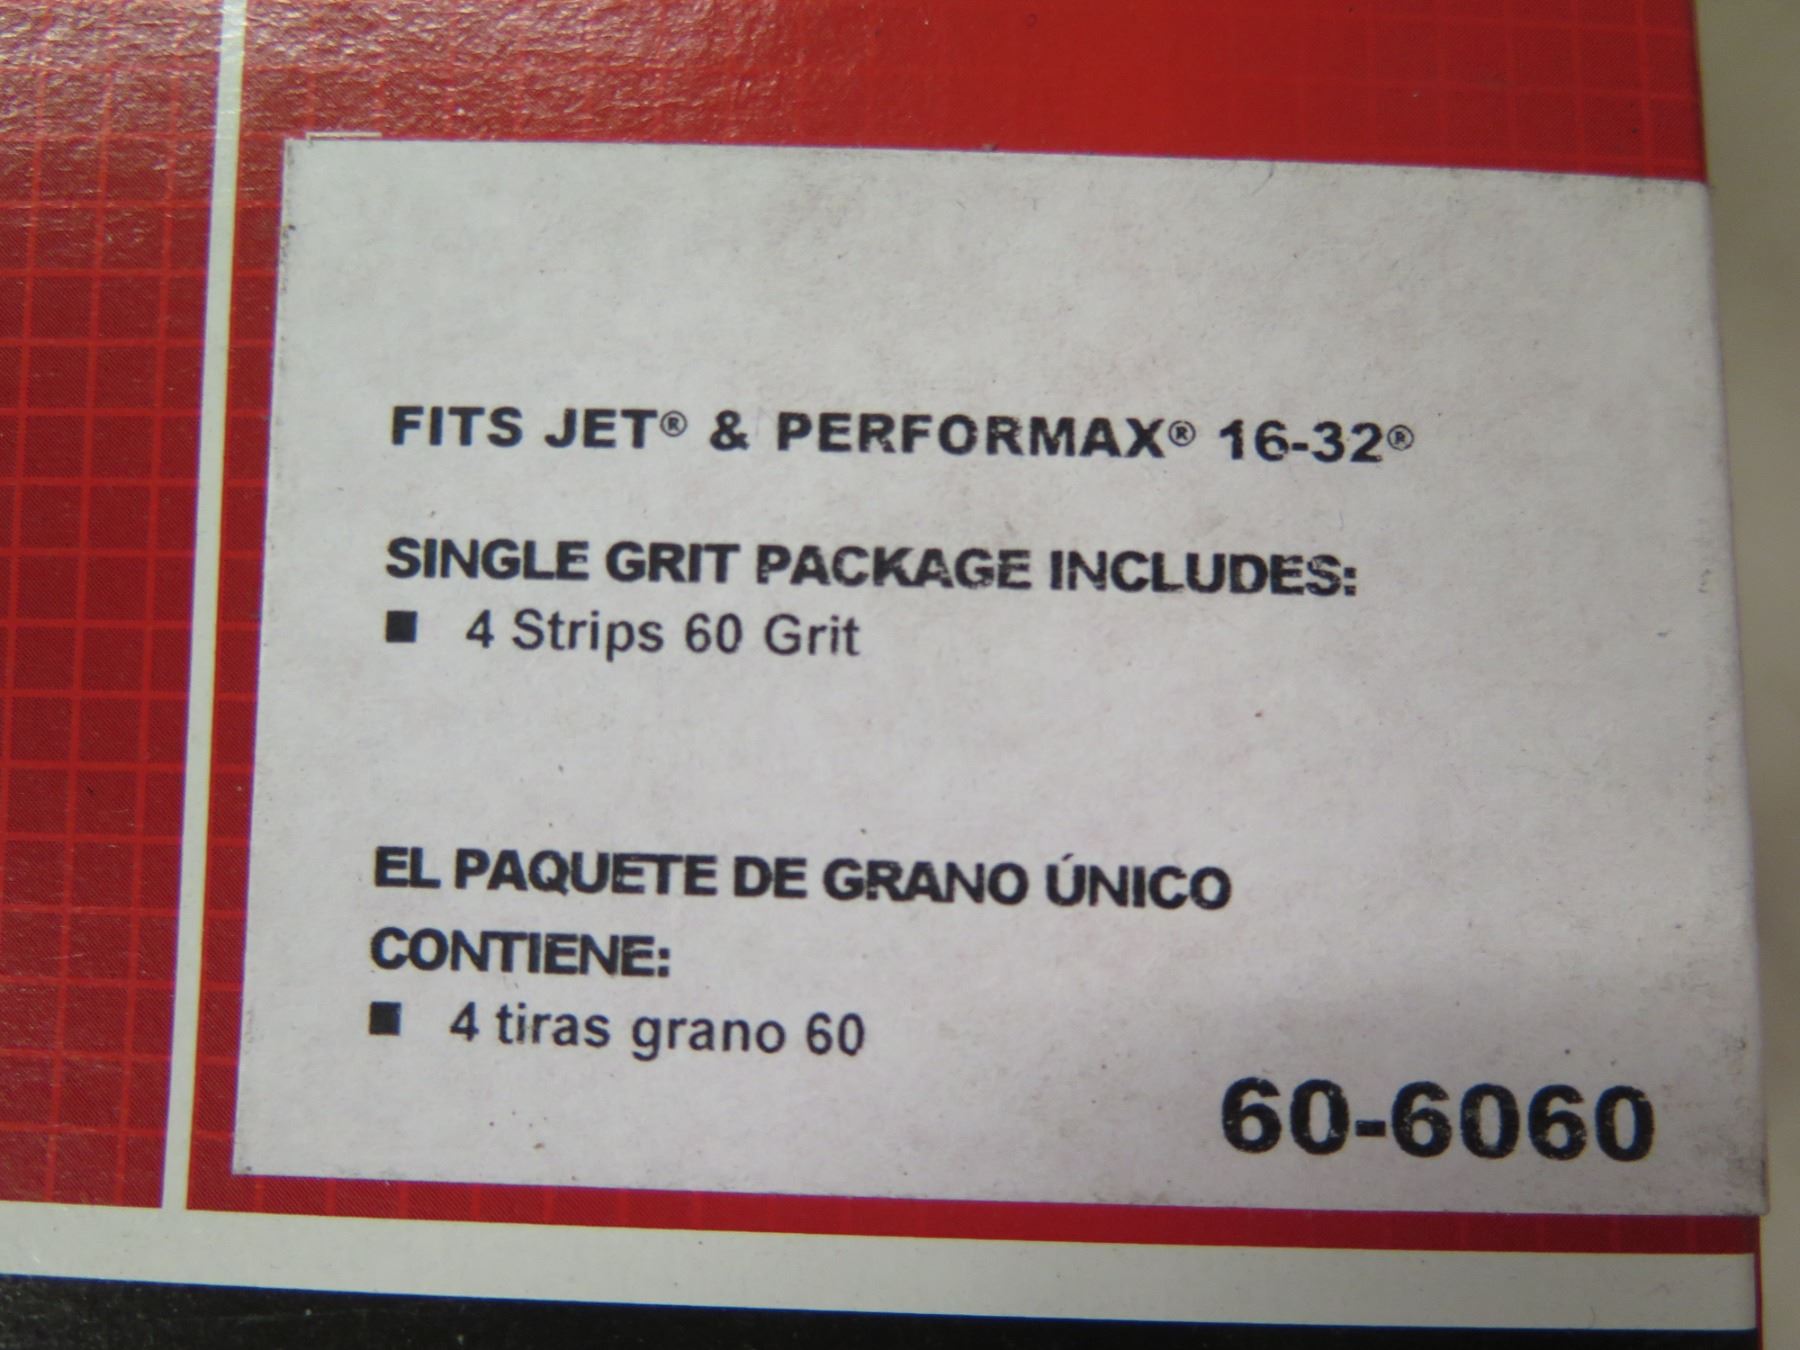 FITS JET® & PERFORMAX® 16-32®
SINGLE GRIT PACKAGE INCLUDES:
■ 4 Strips 60 Grit
EL PAQUETE DE GRANO ÚNICO
CONTIENE:
■ 4 tiras grano 60
60-6060